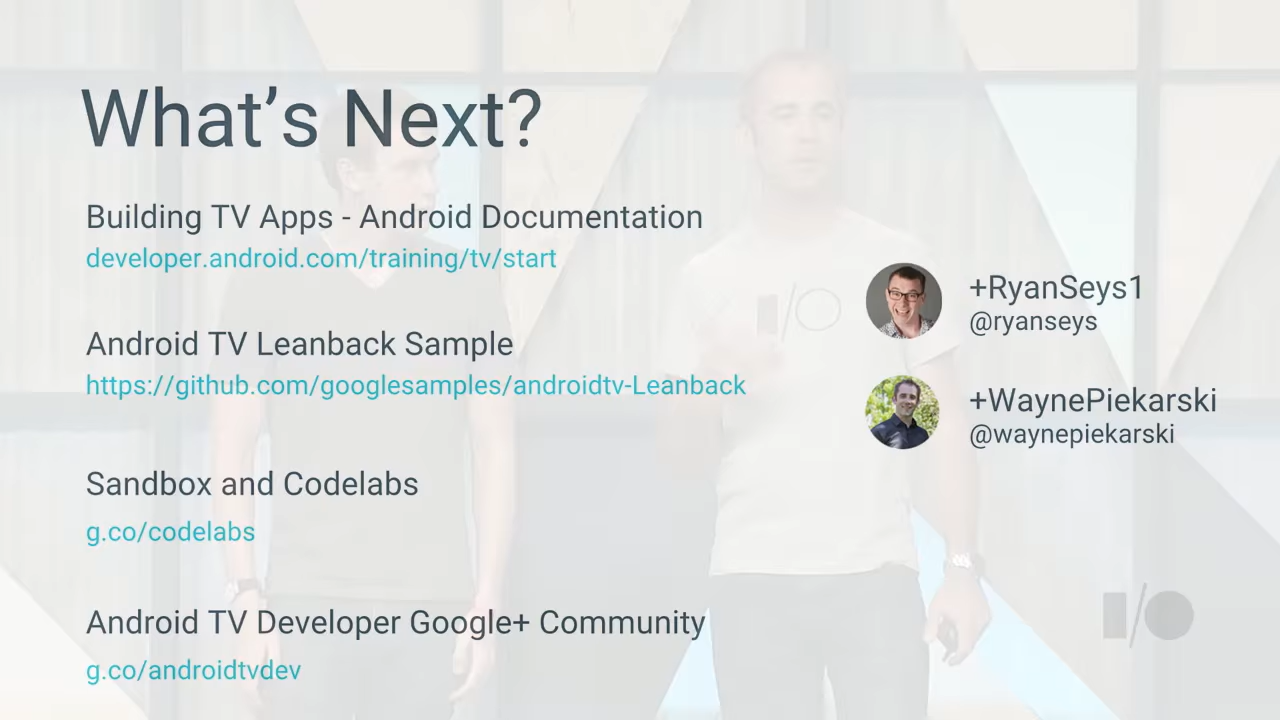 What's Next?
Building TV Apps - Android Documentation
developer.android.com/training/tv/start
Android TV Leanback Sample
https://github.com/googlesamples/androidtv-Leanback
Sandbox and Codelabs
g.co/codelabs
Android TV Developer Google+ Community
g.co/androidtvdev
+RyanSeys1
@ryanseys
+WaynePiekarski
@waynepiekarski
I/O
I/O